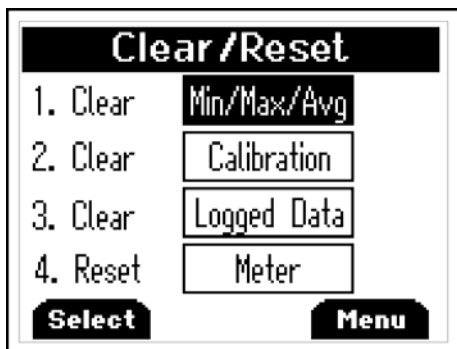 Clear/Reset
1. Clear Min/Max/Avg
2. Clear Calibration
3. Clear Logged Data
4. Reset Meter
Select Menu